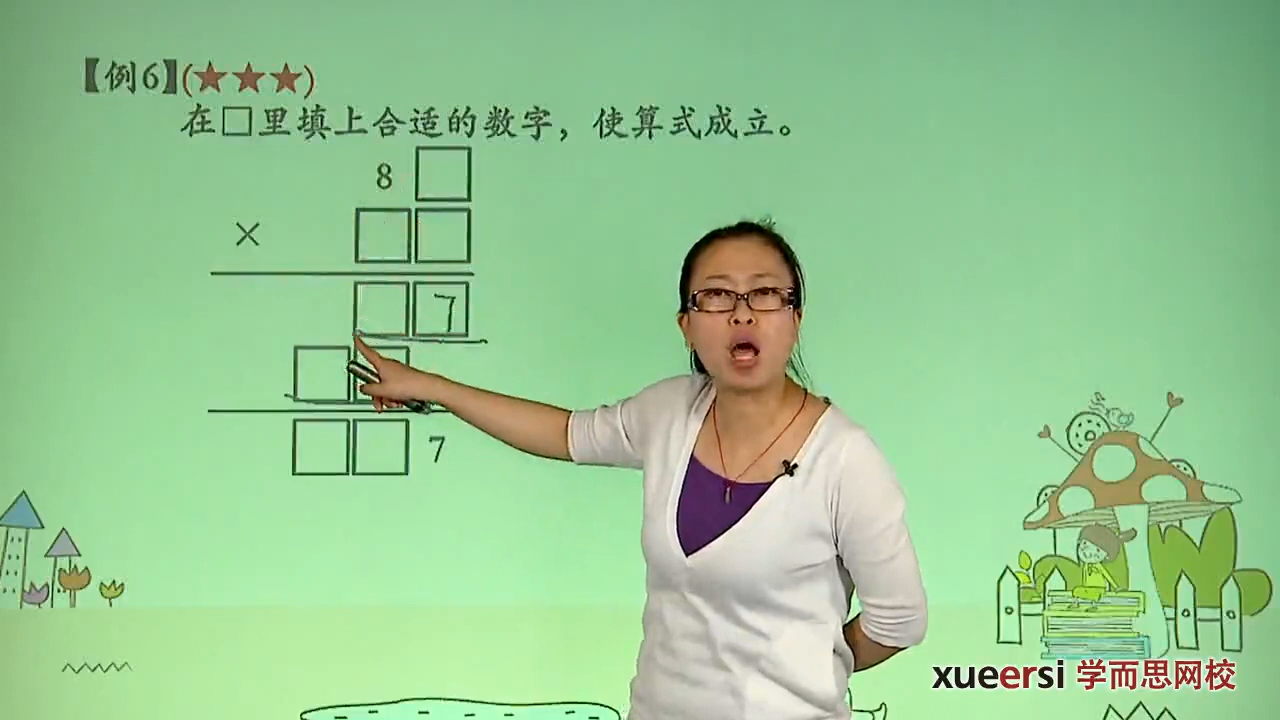 【例6】(★★★)
在□里填上合适的数字，使算式成立。
8 □
× □ □
□ 7
□ □
□ □ 7
xueersi 学而思网校